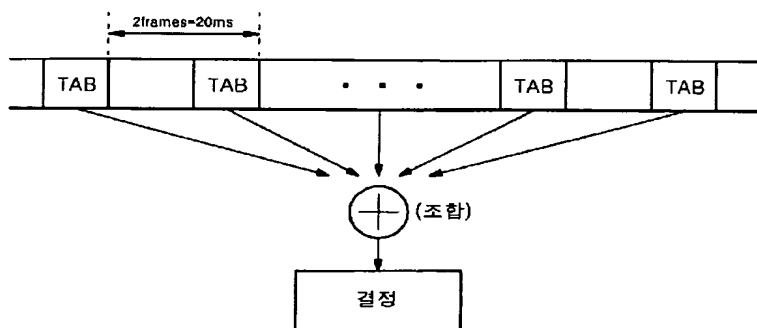 2frames=20ms
TAB TAB . . . TAB TAB
(조합)
결정